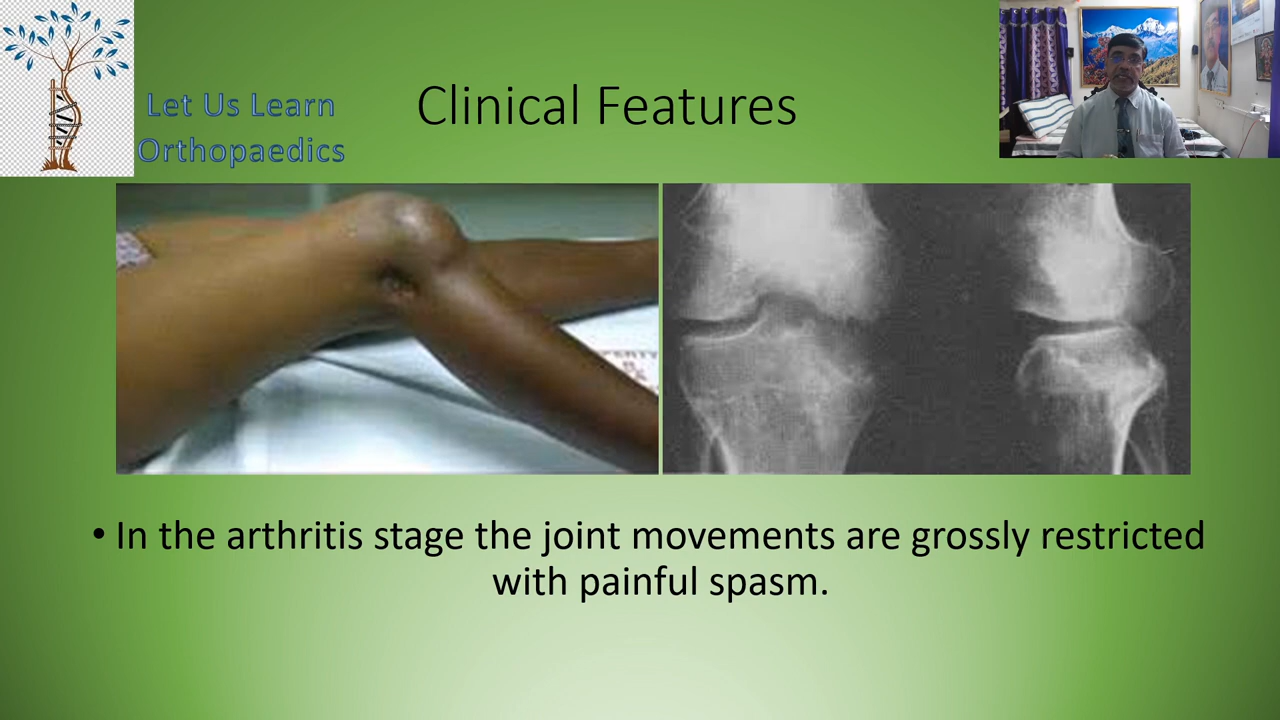 Let Us Learn
Orthopaedics
Clinical Features
• In the arthritis stage the joint movements are grossly restricted
with painful spasm.